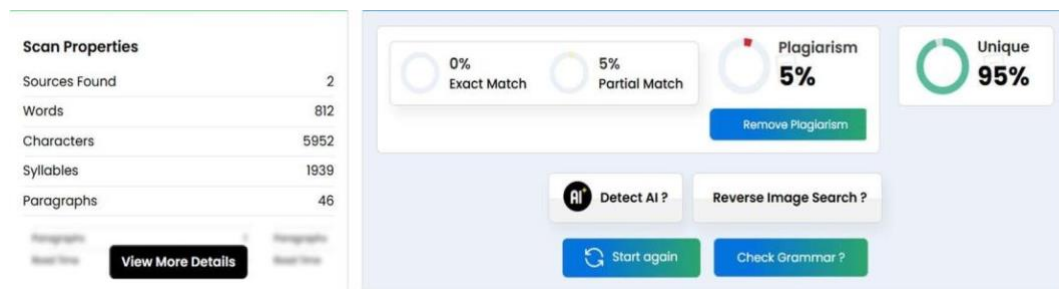 Scan Properties
Sources Found 2
Words 812
Characters 5952
Syllables 1939
Paragraphs 46
View More Details
0%
Exact Match
5%
Partial Match
Plagiarism
5%
Remove Plagiarism
Unique
95%
AI Detect AI ?
Reverse Image Search ?
Start again
Check Grammar ?